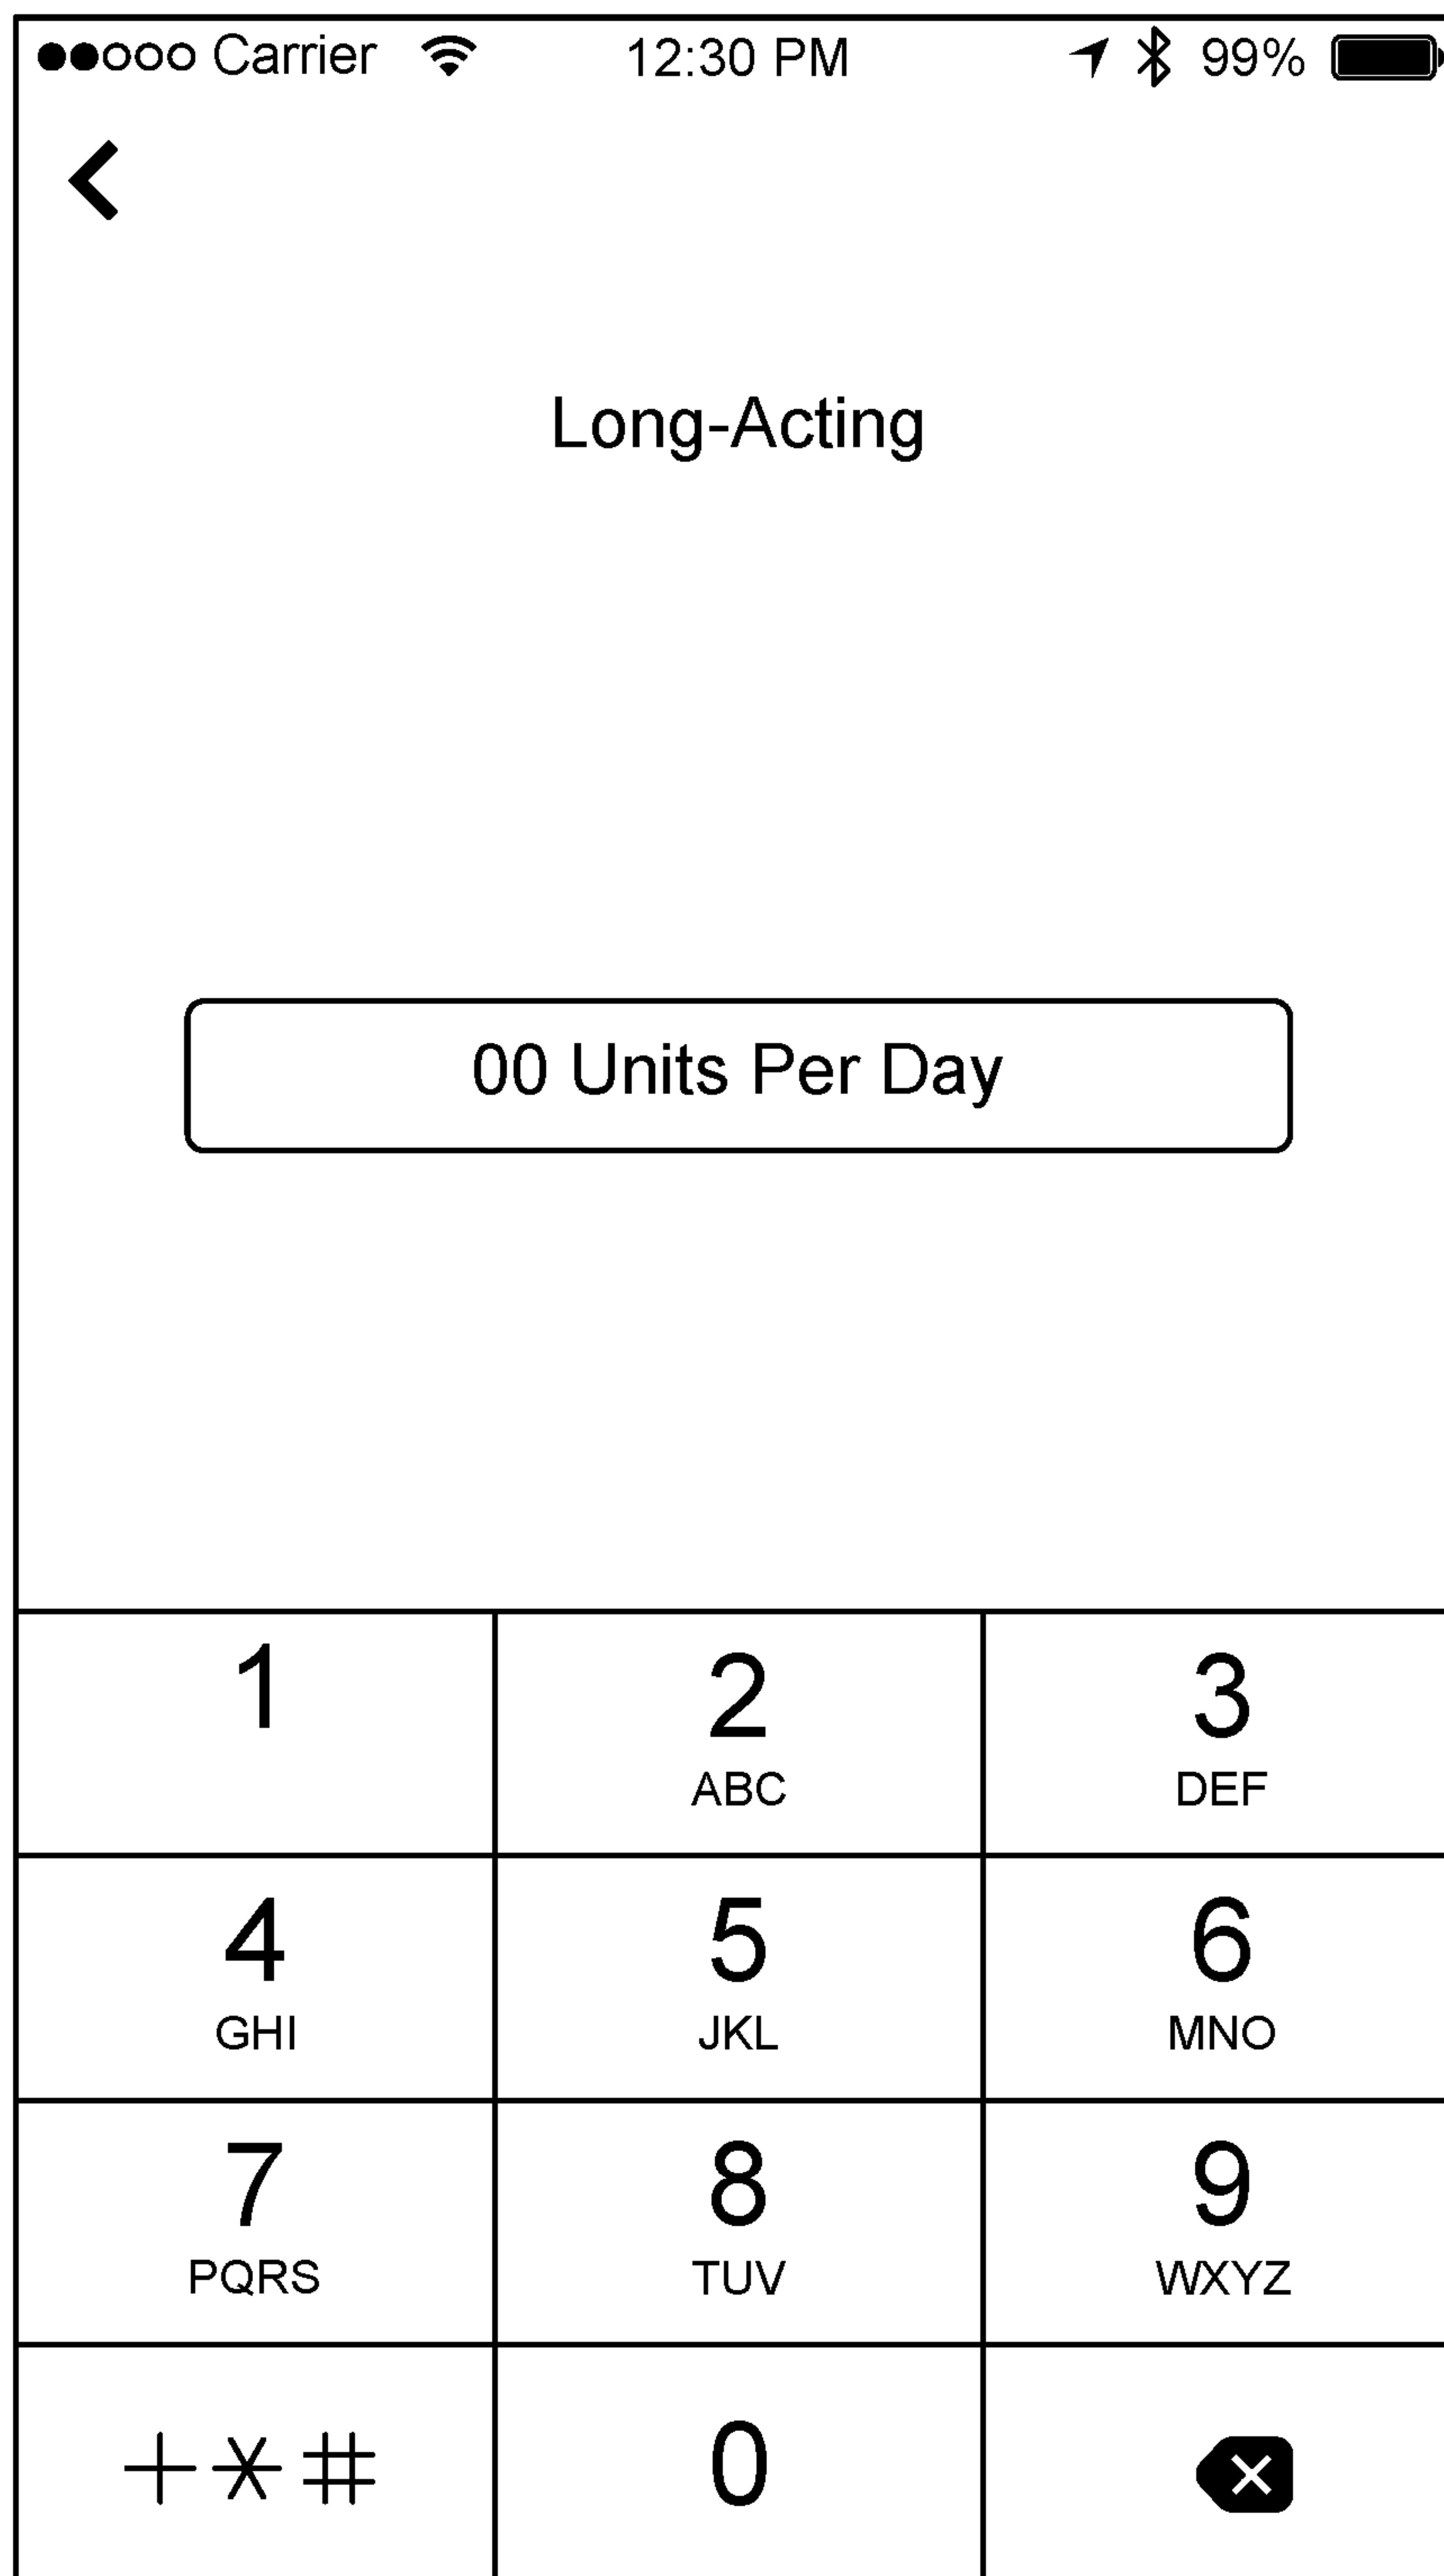 Carrier 12:30 PM 99%
Long-Acting
00 Units Per Day
1 2 3
ABC DEF
4 5 6
GHI JKL MNO
7 8 9
PQRS TUV WXYZ
+*# 0